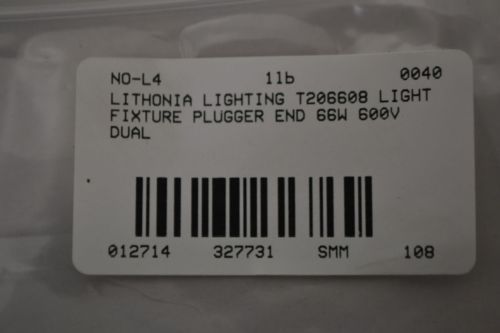 NO-L4 1lb 0040
LITHONIA LIGHTING T206608 LIGHT
FIXTURE PLUGGER END 66W 600V
DUAL
012714 327731 SMM 108